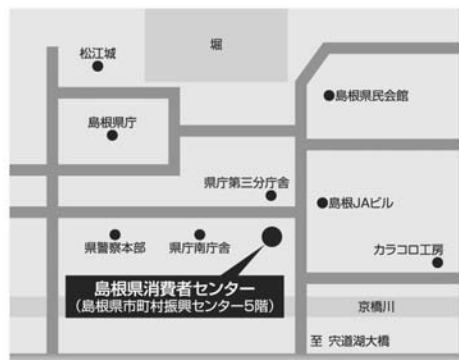 堀
松江城
島根県民会館
島根県庁
県庁第三分庁舎
島根JAビル
県警察本部
県庁南庁舎
カラコロ工房
島根県消費者センター
（島根県市町村振興センター5階）
京橋川
至 宍道湖大橋